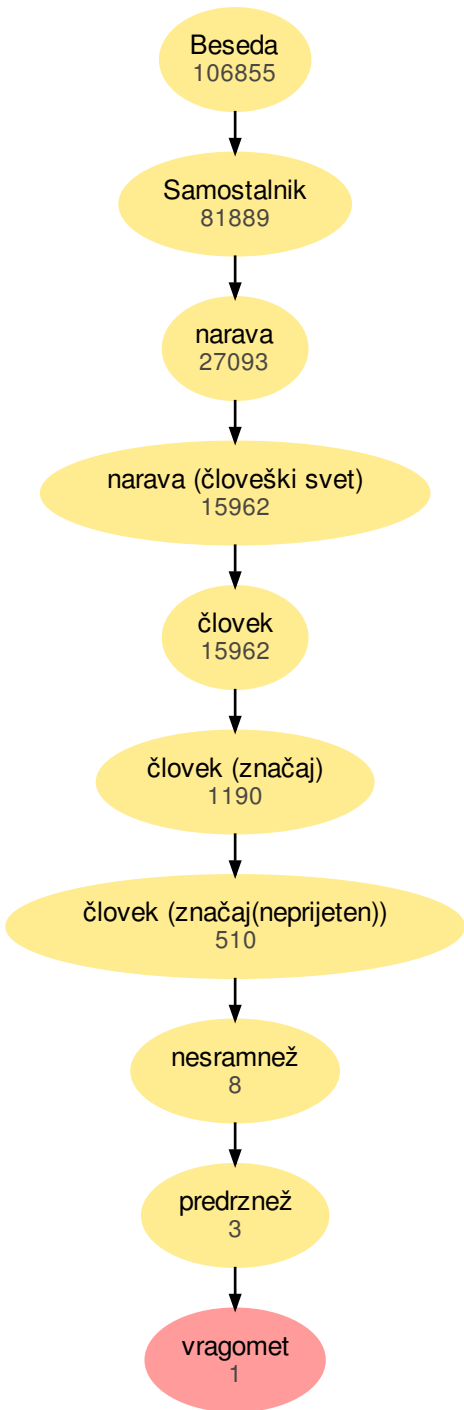 Beseda
106855
Samostalnik
81889
narava
27093
narava (človeški svet)
15962
človek
15962
človek (značaj)
1190
človek (značaj(neprijeten))
510
nesramnež
8
predrznež
3
vragomet
1